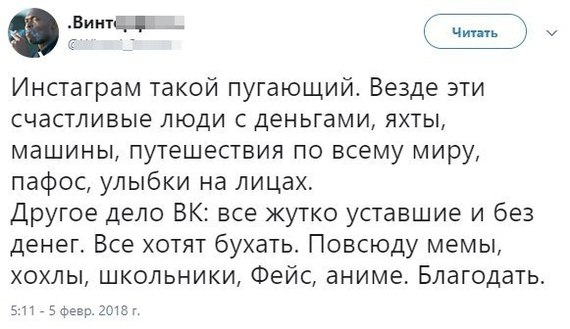 .Винт
Читать
Инстаграм такой пугающий. Везде эти
счастливые люди с деньгами, яхты,
машины, путешествия по всему миру,
пафос, улыбки на лицах.
Другое дело ВК: все жутко уставшие и без
денег. Все хотят бухать. Повсюду мемы,
хохлы, школьники, Фейс, аниме. Благодать.
5:11 - 5 февр. 2018 г.